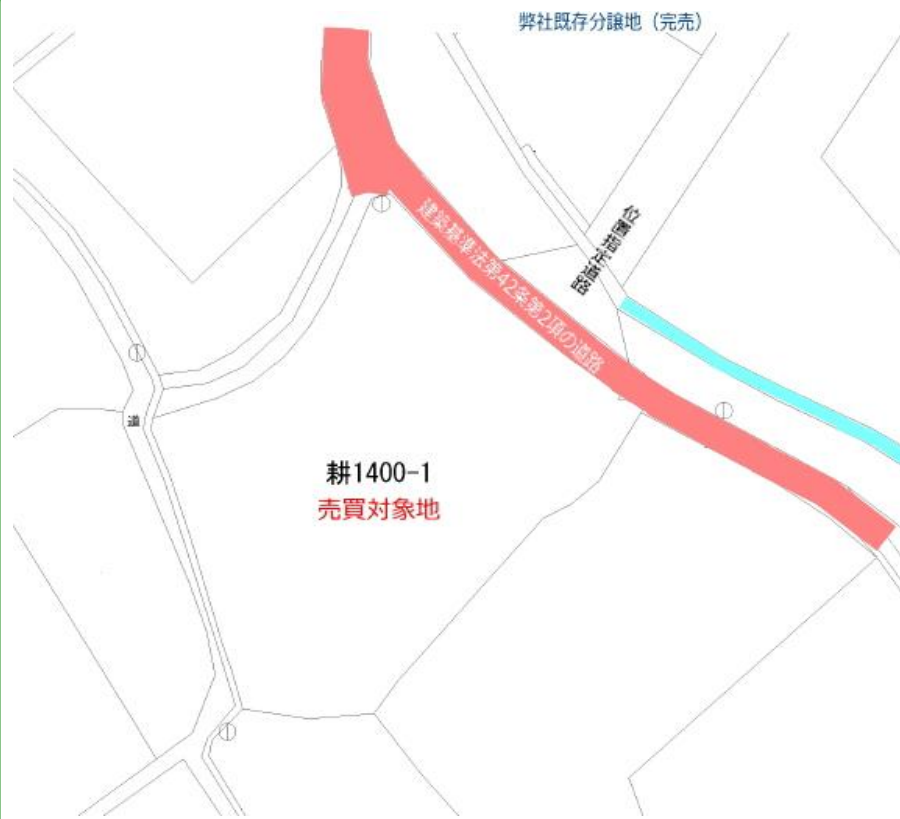 弊社既存分譲地（完売）
建築基準法第42条第2項の道路
位置指定道路
道
耕1400-1
売買対象地